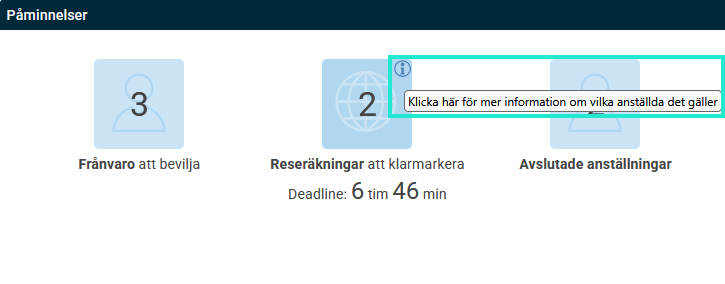 Påminnelser
3
2
Klicka här för mer information om vilka anställda det gäller
Frånvaro att bevilja
Reseräkningar att klarmarkera
Avslutade anställningar
Deadline: 6 tim 46 min